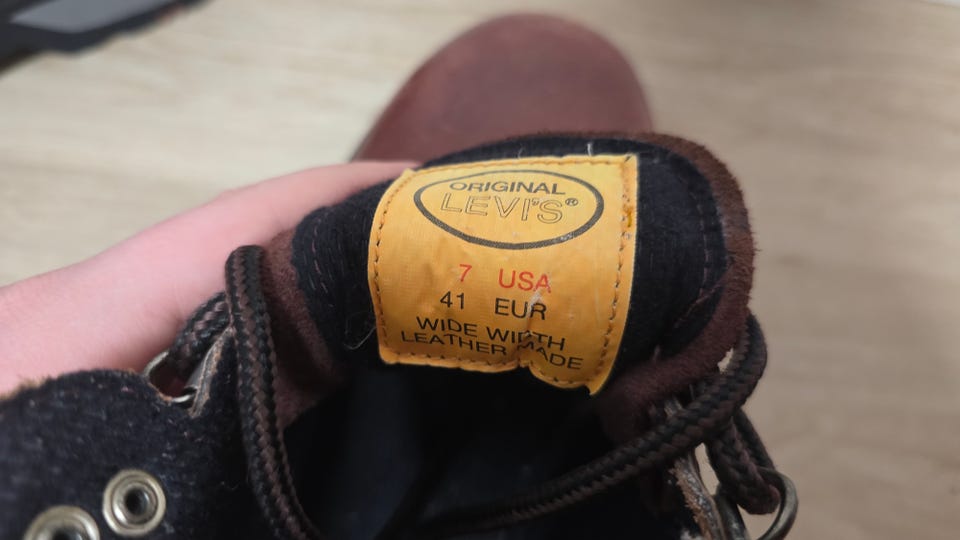 ORIGINAL
LEVI'S®
7 USA
41 EUR
WIDE WIDTH
LEATHER MADE